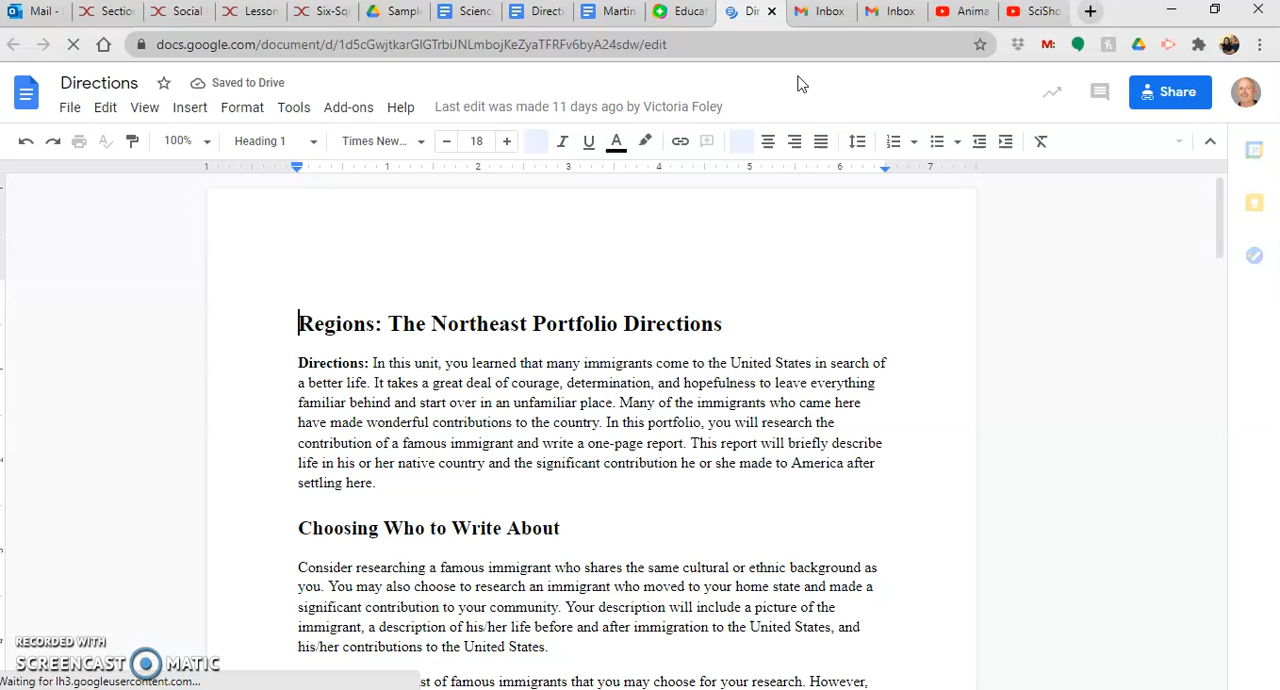 Mail - Section Social Lesson Six-Squ Sample Science Directi Martin Educat Dir Inbox Inbox Anima SciSho
docs.google.com/document/d/1d5cGwjtkarGlGTrbiJNLmbojKeZyaTFRFv6byA24sdw/edit
Directions Saved to Drive
File Edit View Insert Format Tools Add-ons Help Last edit was made 11 days ago by Victoria Foley
Share
100% Heading 1 Times New... 18
1 1 2 3 4 5 6 7
Regions: The Northeast Portfolio Directions
Directions: In this unit, you learned that many immigrants come to the United States in search of
a better life. It takes a great deal of courage, determination, and hopefulness to leave everything
familiar behind and start over in an unfamiliar place. Many of the immigrants who came here
have made wonderful contributions to the country. In this portfolio, you will research the
contribution of a famous immigrant and write a one-page report. This report will briefly describe
life in his or her native country and the significant contribution he or she made to America after
settling here.
Choosing Who to Write About
Consider researching a famous immigrant who shares the same cultural or ethnic background as
you. You may also choose to research an immigrant who moved to your home state and made a
significant contribution to your community. Your description will include a picture of the
immigrant, a description of his/her life before and after immigration to the United States, and
his/her contributions to the United States.
st of famous immigrants that you may choose for your research. However,
RECORDED WITH
SCREENCAST MATIC
Waiting for lh3.googleusercontent.com...